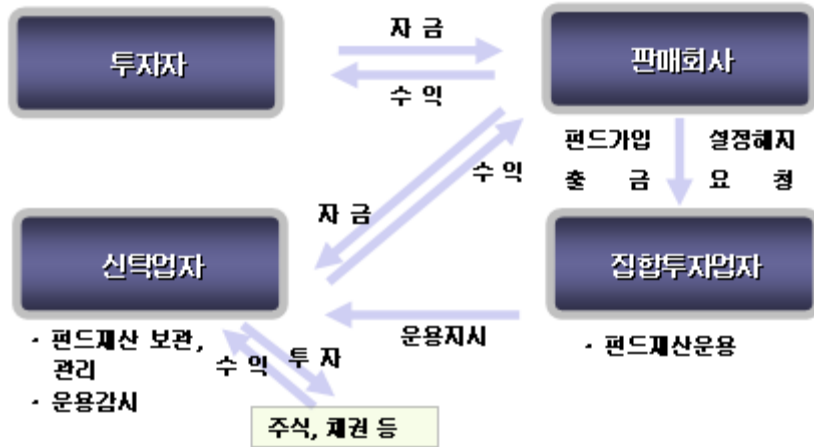 자 금
투자자
판매회사
수 익
펀드가입 설정해지
출 금 요 청
수 익
자 금
신탁업자
집합투자업자
운용지시
· 펀드재산 보관,
관리
· 운용감시
수 익
투 자
· 펀드재산운용
주식, 채권 등